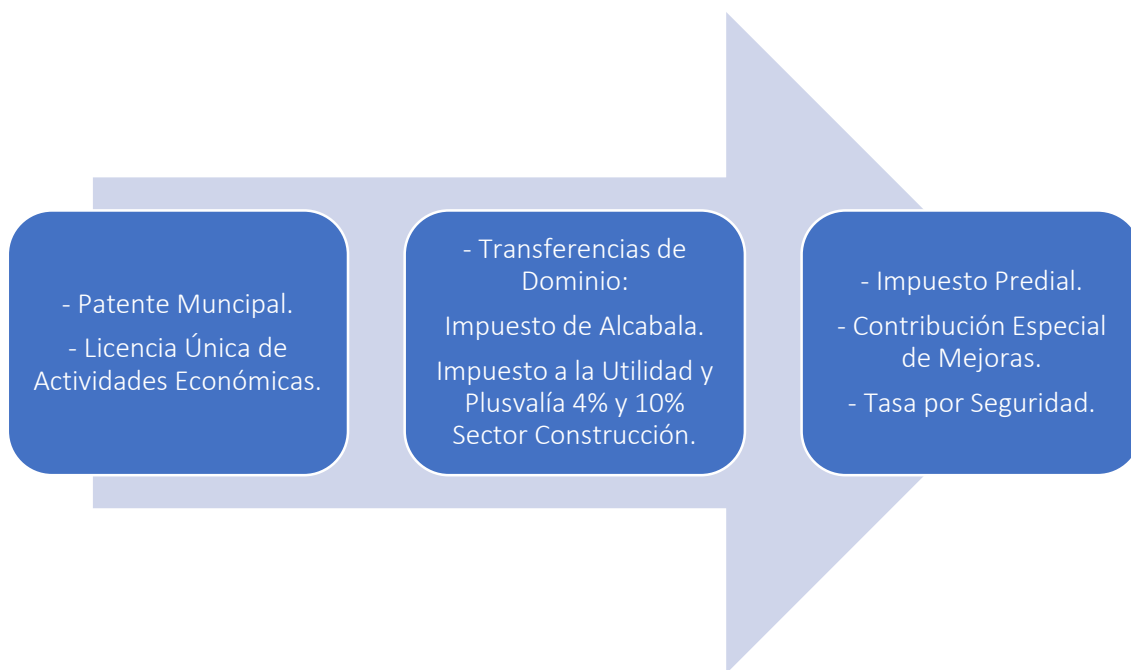 - Patente Muncipal.
- Licencia Única de
Actividades Económicas.
- Transferencias de
Dominio:
Impuesto de Alcabala.
Impuesto a la Utilidad y
Plusvalía 4% y 10%
Sector Construcción.
- Impuesto Predial.
- Contribución Especial
de Mejoras.
- Tasa por Seguridad.